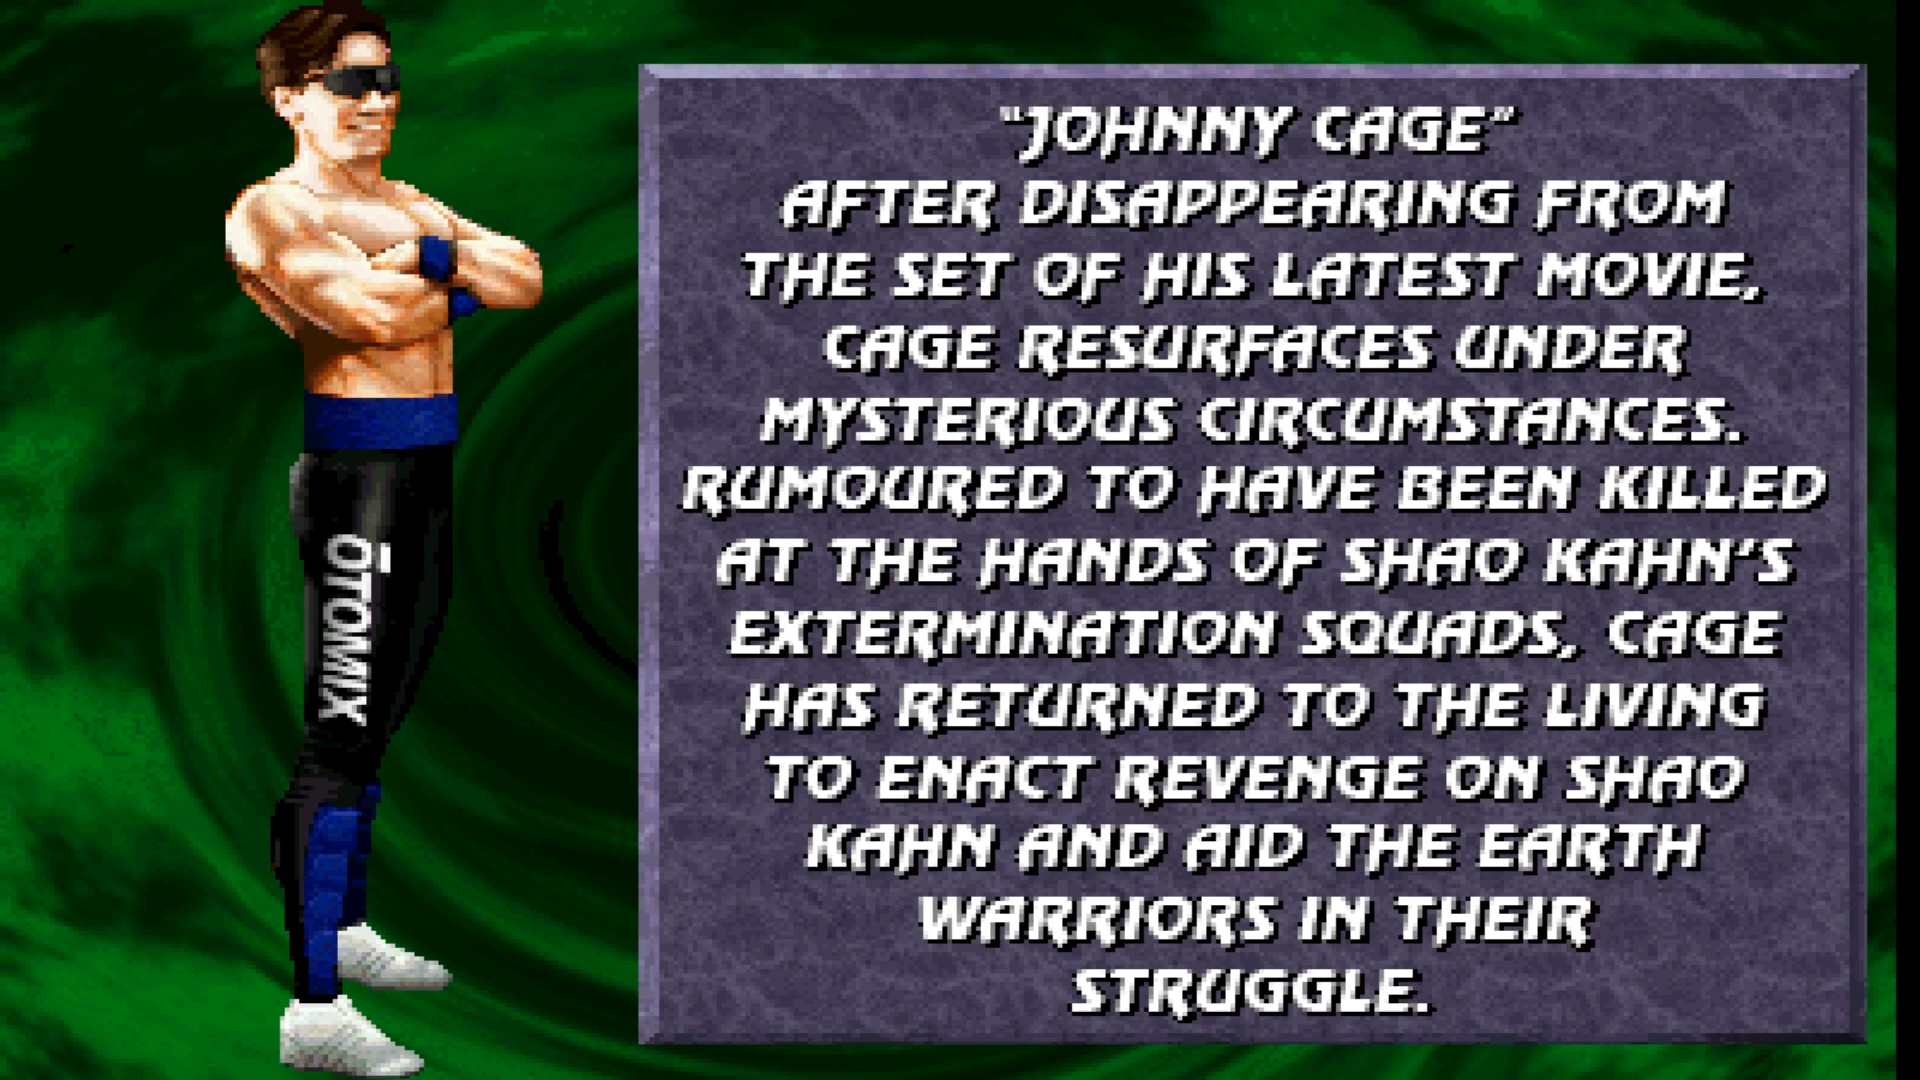 "JOHNNY CAGE"
AFTER DISAPPEARING FROM
THE SET OF HIS LATEST MOVIE,
CAGE RESURFACES UNDER
MYSTERIOUS CIRCUMSTANCES.
RUMOURED TO HAVE BEEN KILLED
AT THE HANDS OF SHAO KAHN'S
EXTERMINATION SQUADS, CAGE
HAS RETURNED TO THE LIVING
TO ENACT REVENGE ON SHAO
KAHN AND AID THE EARTH
WARRIORS IN THEIR
STRUGGLE.
ŌTOMIX